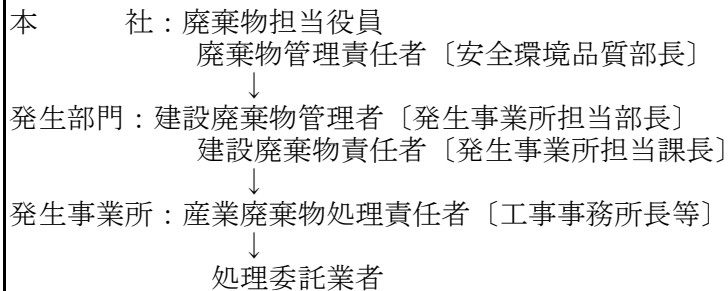 本　　　社：廃棄物担当役員
廃棄物管理責任者〔安全環境品質部長〕
↓
発生部門：建設廃棄物管理者〔発生事業所担当部長〕
建設廃棄物責任者〔発生事業所担当課長〕
↓
発生事業所：産業廃棄物処理責任者〔工事事務所長等〕
↓
処理委託業者